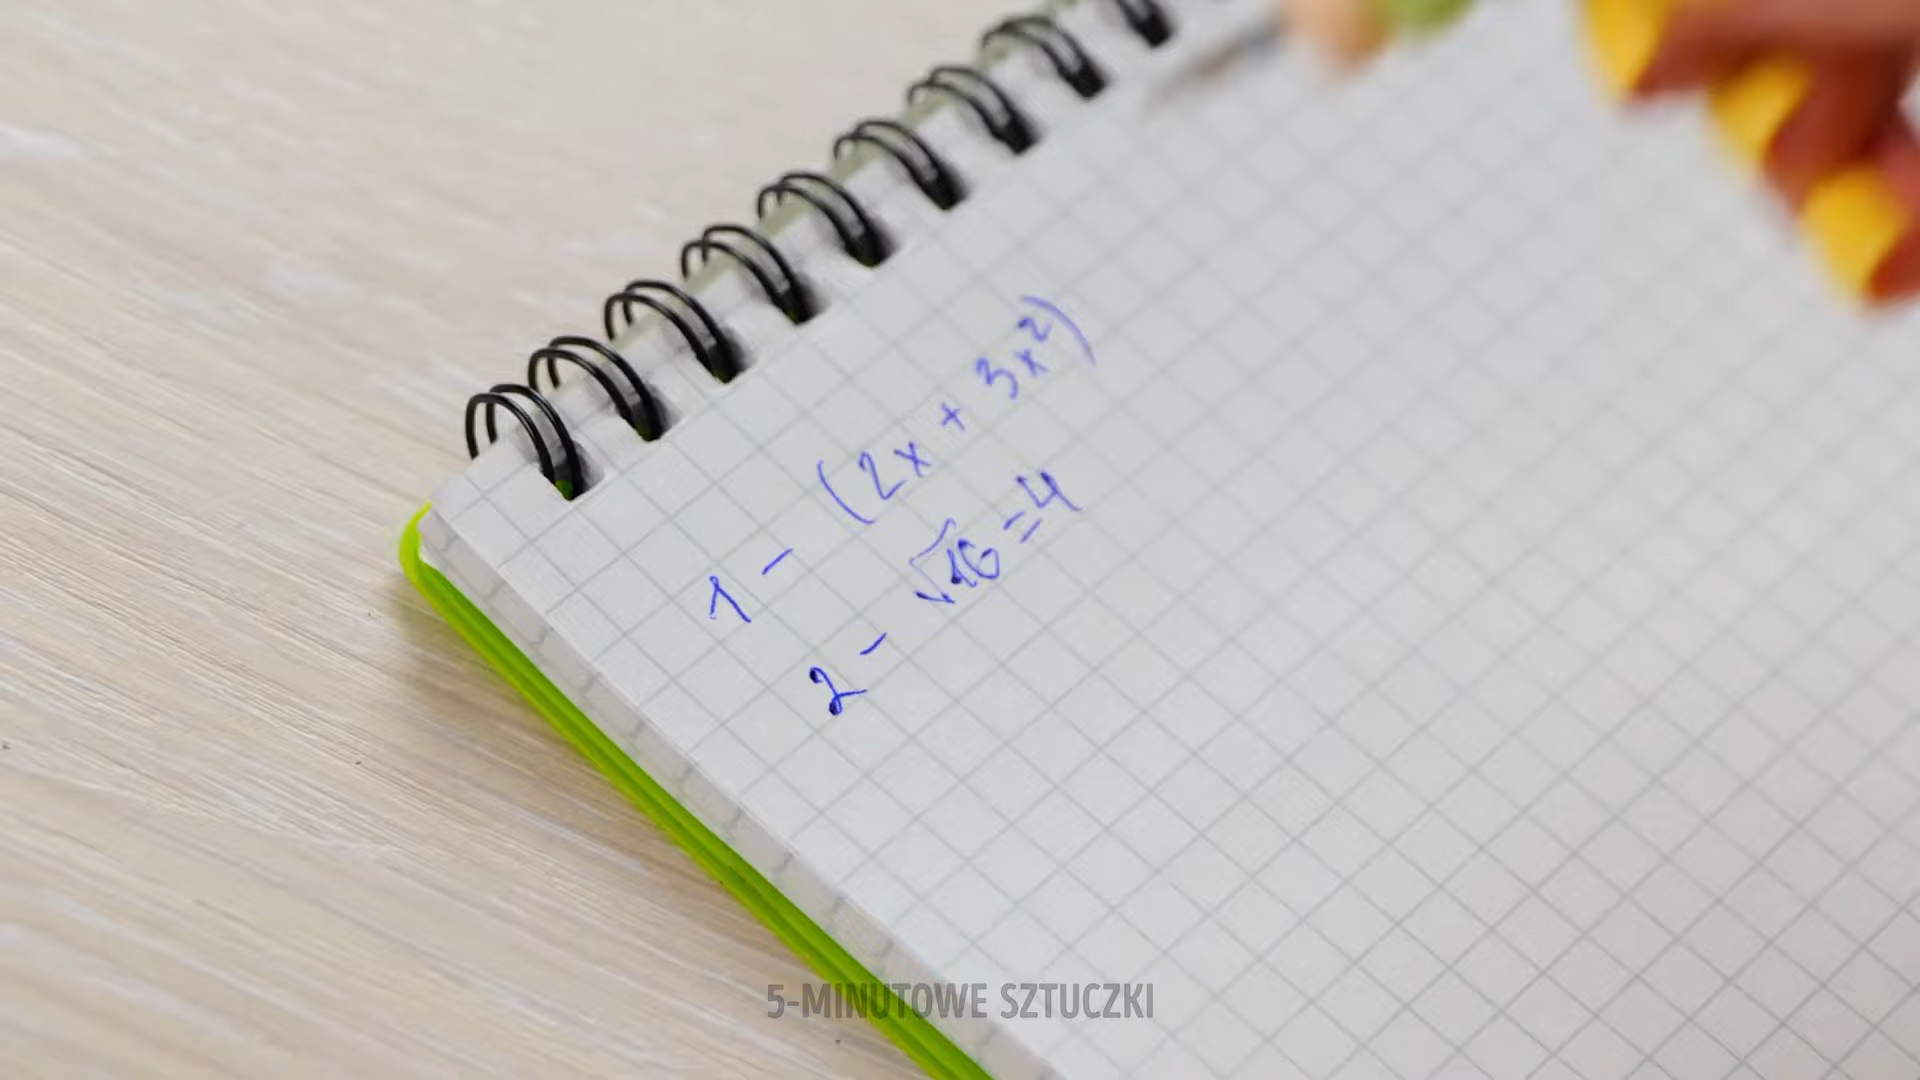 1 - (2x + 3x²)
2 - √16 = 4
5-MINUTOWE SZTUCZKI